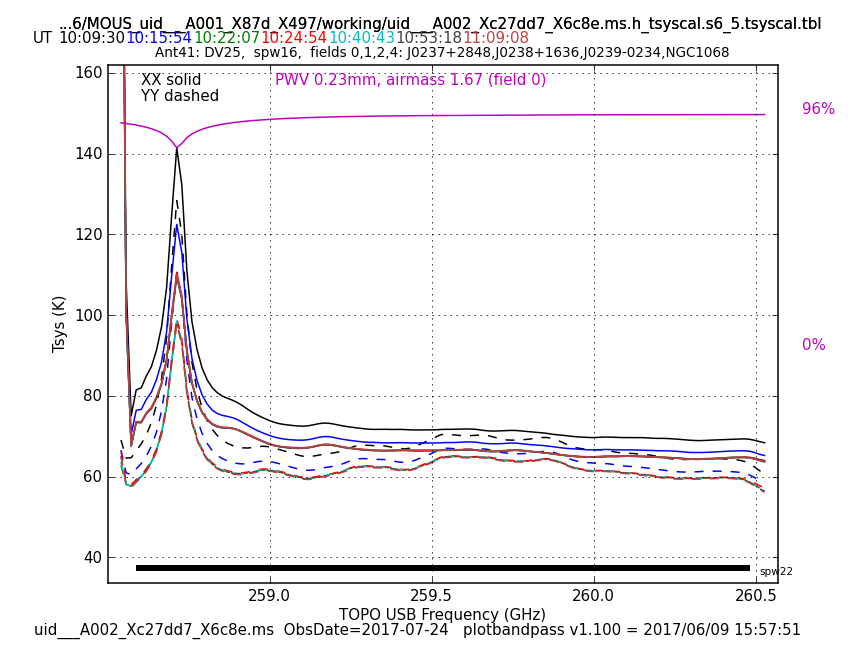 ...6/MOUS_uid___A001_X87d_X497/working/uid___A002_Xc27dd7_X6c8e.ms.h_tsyscal.s6_5.tsyscal.tbl
UT 10:09:30 10:15:54 10:22:07 10:24:54 10:40:43 10:53:18 11:09:08
Ant41: DV25, spw16, fields 0,1,2,4: J0237+2848,J0238+1636,J0239-0234,NGC1068
XX solid
YY dashed
PWV 0.23mm, airmass 1.67 (field 0)
96%
0%
160
140
120
100
80
60
40
Tsys (K)
spw22
259.0 259.5 260.0 260.5
TOPO USB Frequency (GHz)
uid___A002_Xc27dd7_X6c8e.ms ObsDate=2017-07-24 plotbandpass v1.100 = 2017/06/09 15:57:51